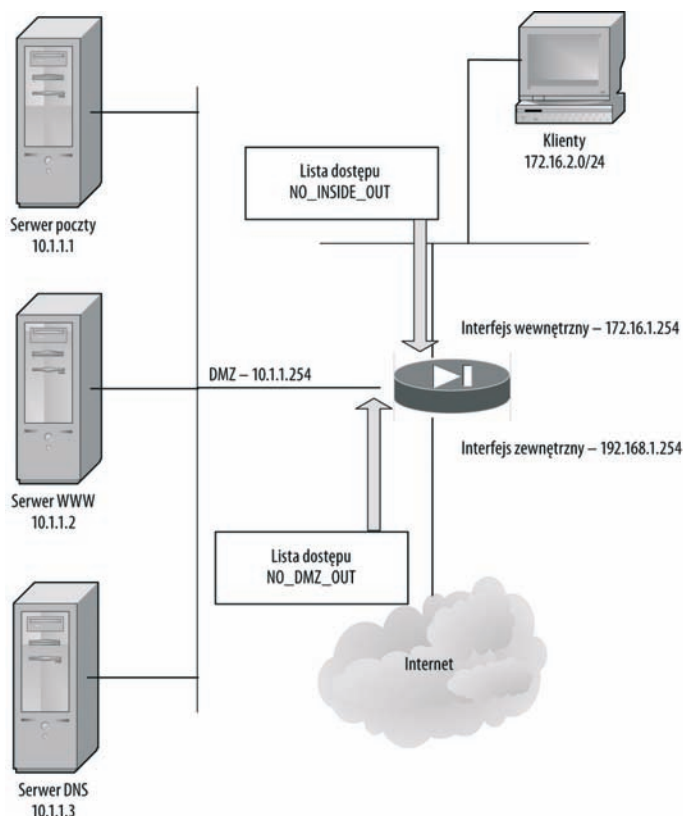 Klienty
172.16.2.0/24
Lista dostępu
NO_INSIDE_OUT
Serwer poczty
10.1.1.1
Interfejs wewnętrzny – 172.16.1.254
DMZ – 10.1.1.254
Interfejs zewnętrzny – 192.168.1.254
Serwer WWW
10.1.1.2
Lista dostępu
NO_DMZ_OUT
Internet
Serwer DNS
10.1.1.3